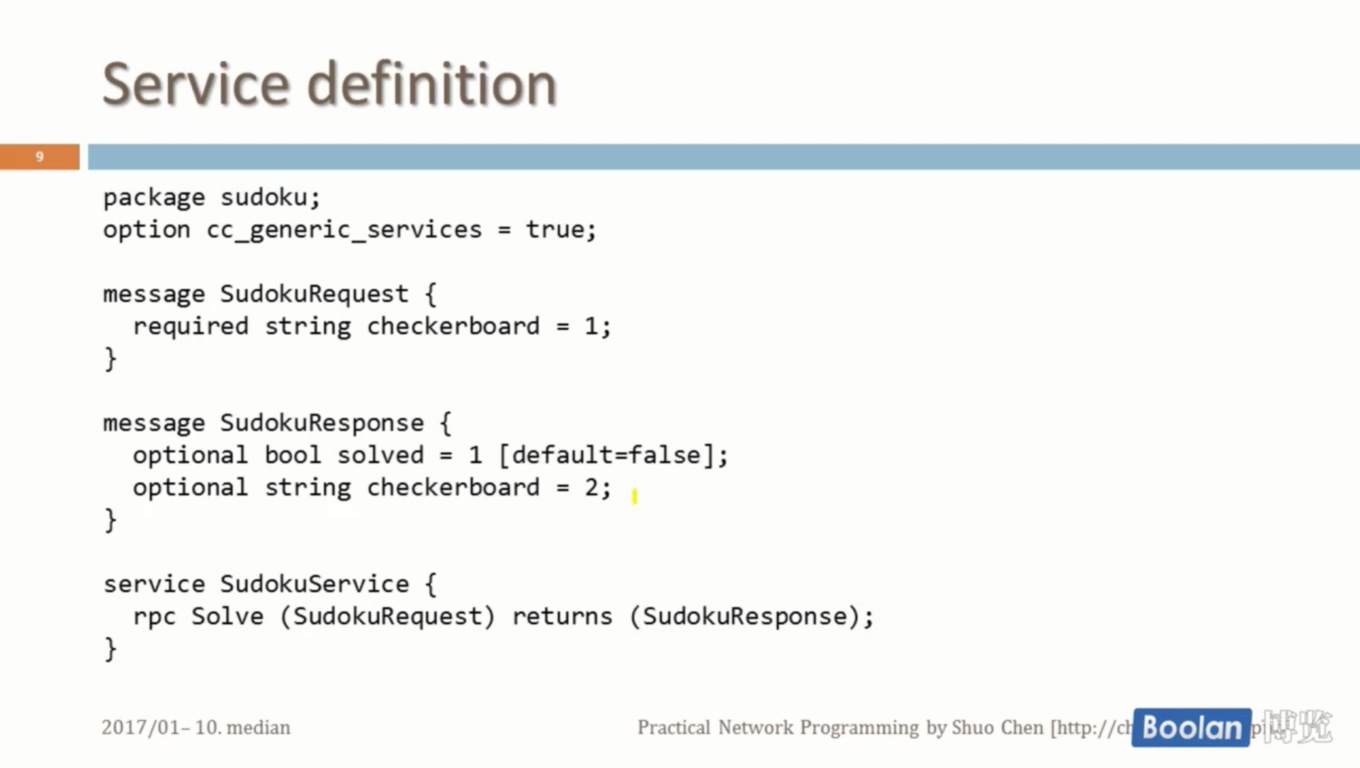 Service definition
9
package sudoku;
option cc_generic_services = true;
message SudokuRequest {
  required string checkerboard = 1;
}
message SudokuResponse {
  optional bool solved = 1 [default=false];
  optional string checkerboard = 2;
}
service SudokuService {
  rpc Solve (SudokuRequest) returns (SudokuResponse);
}
2017/01– 10. median
Practical Network Programming by Shuo Chen [http://ch
Boolan 博览